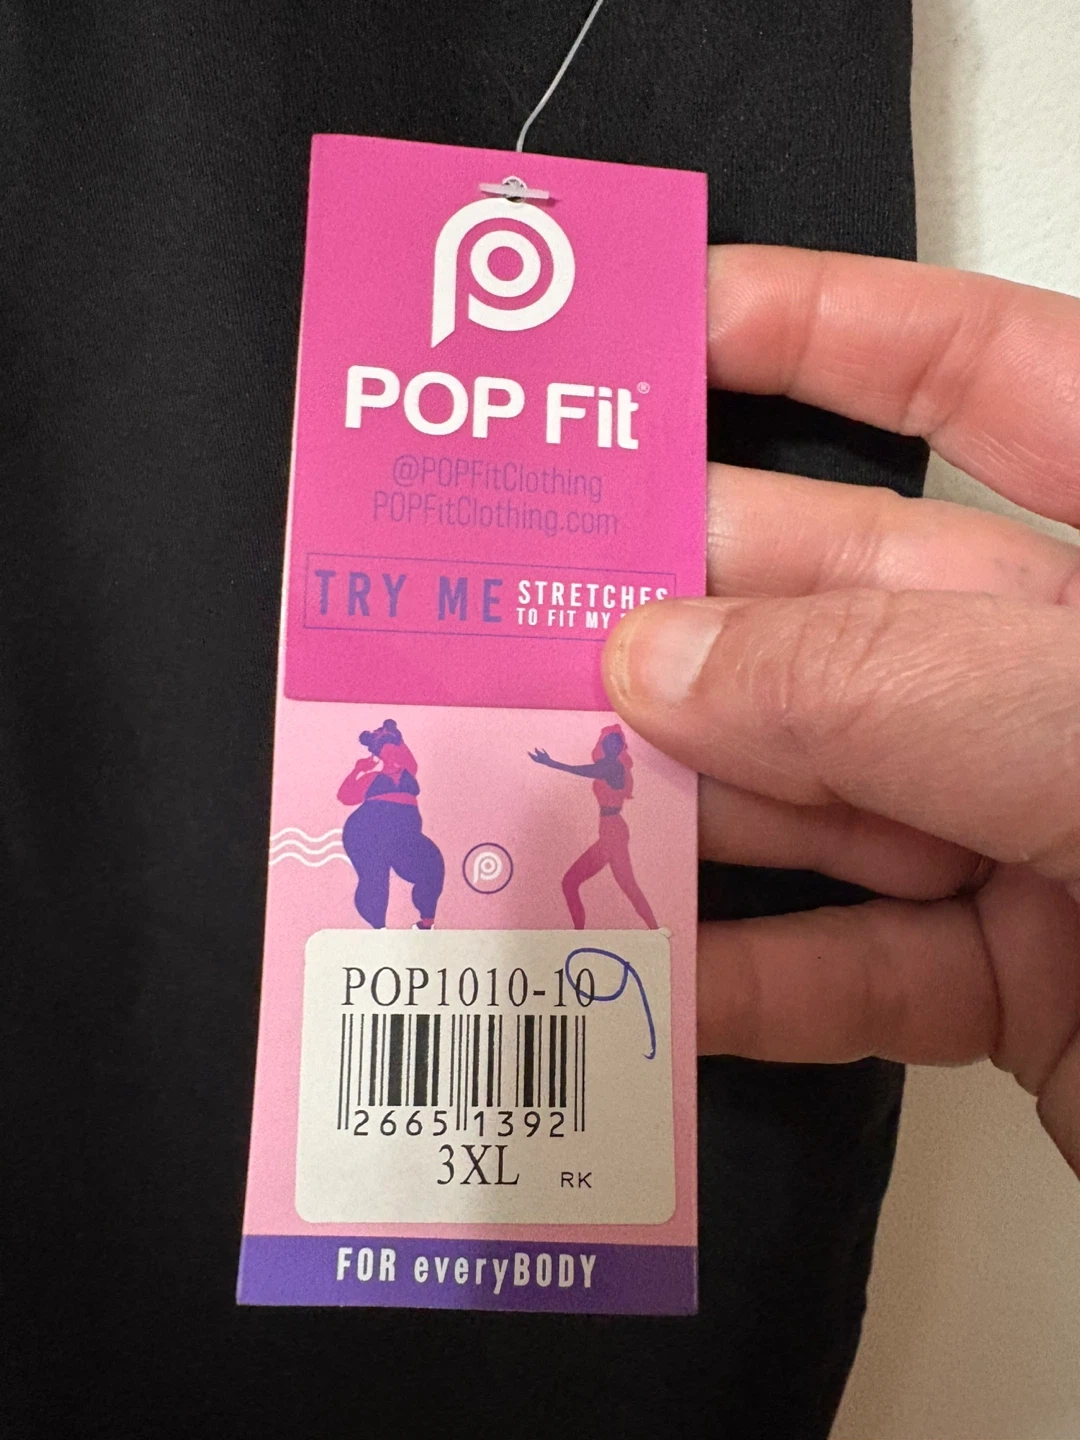 POP Fit®
@POPFitClothing
POPFitClothing.com
TRY ME STRETCHES
TO FIT MY
POP1010-10
9
2665 1392
3XL RK
FOR everyBODY